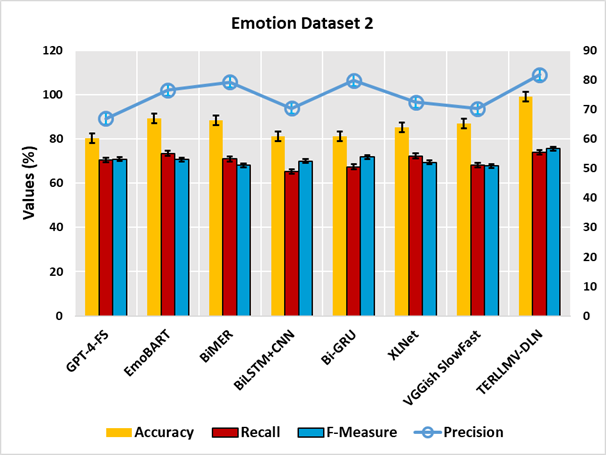 Emotion Dataset 2
120
100
80
60
40
20
0
Values (%)
90
80
70
60
50
40
30
20
10
0
GPT-4-FS
EmoBART
BiMER
BiLSTM+CNN
Bi-GRU
XLNet
VGGish SlowFast
TERLLMV-DLN
Accuracy Recall F-Measure Precision